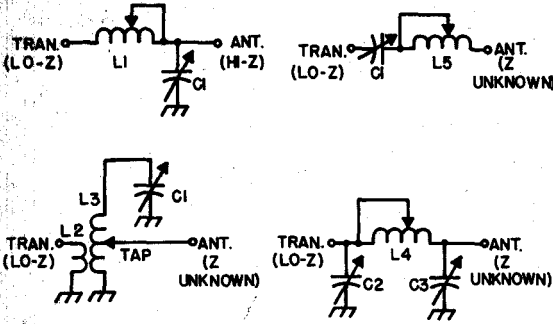 TRAN.
(LO-Z)
L1
C1
ANT.
(HI-Z)
TRAN.
(LO-Z)
C1
L5
ANT.
(Z
UNKNOWN)
L3
C1
L2
TRAN.
(LO-Z)
TAP
ANT.
(Z
UNKNOWN)
TRAN.
(LO-Z)
L4
C2
C3
ANT.
(Z
UNKNOWN)